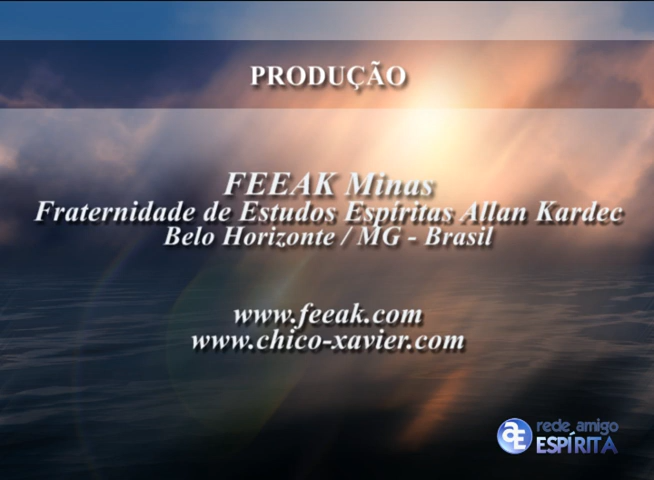 PRODUÇÃO
FEEAK Minas
Fraternidade de Estudos Espíritas Allan Kardec
Belo Horizonte / MG - Brasil
www.feeak.com
www.chico-xavier.com
rede amigo
ESPÍRITA